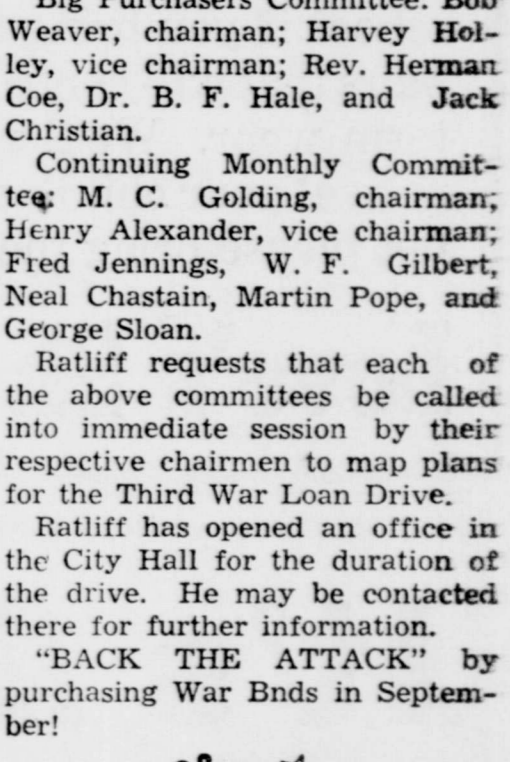 Big Purchasers Committee: Bob
Weaver, chairman; Harvey Hol-
ley, vice chairman; Rev. Herman
Coe, Dr. B. F. Hale, and Jack
Christian.
Continuing Monthly Commit-
tee: M. C. Golding, chairman;
Henry Alexander, vice chairman;
Fred Jennings, W. F. Gilbert,
Neal Chastain, Martin Pope, and
George Sloan.
Ratliff requests that each of
the above committees be called
into immediate session by their
respective chairmen to map plans
for the Third War Loan Drive.
Ratliff has opened an office in
the City Hall for the duration of
the drive. He may be contacted
there for further information.
"BACK THE ATTACK" by
purchasing War Bnds in Septem-
ber!